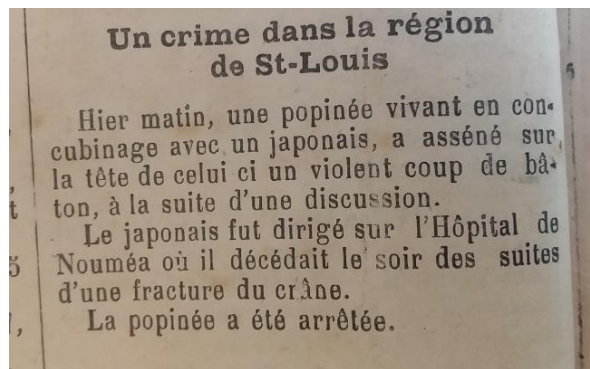 Un crime dans la région
de St-Louis
Hier matin, une popinée vivant en con-
cubinage avec un japonais, a asséné sur
la tête de celui ci un violent coup de bâ-
ton, à la suite d'une discussion.
Le japonais fut dirigé sur l'Hôpital de
Nouméa où il décédait le soir des suites
d'une fracture du crâne.
La popinée a été arrêtée.